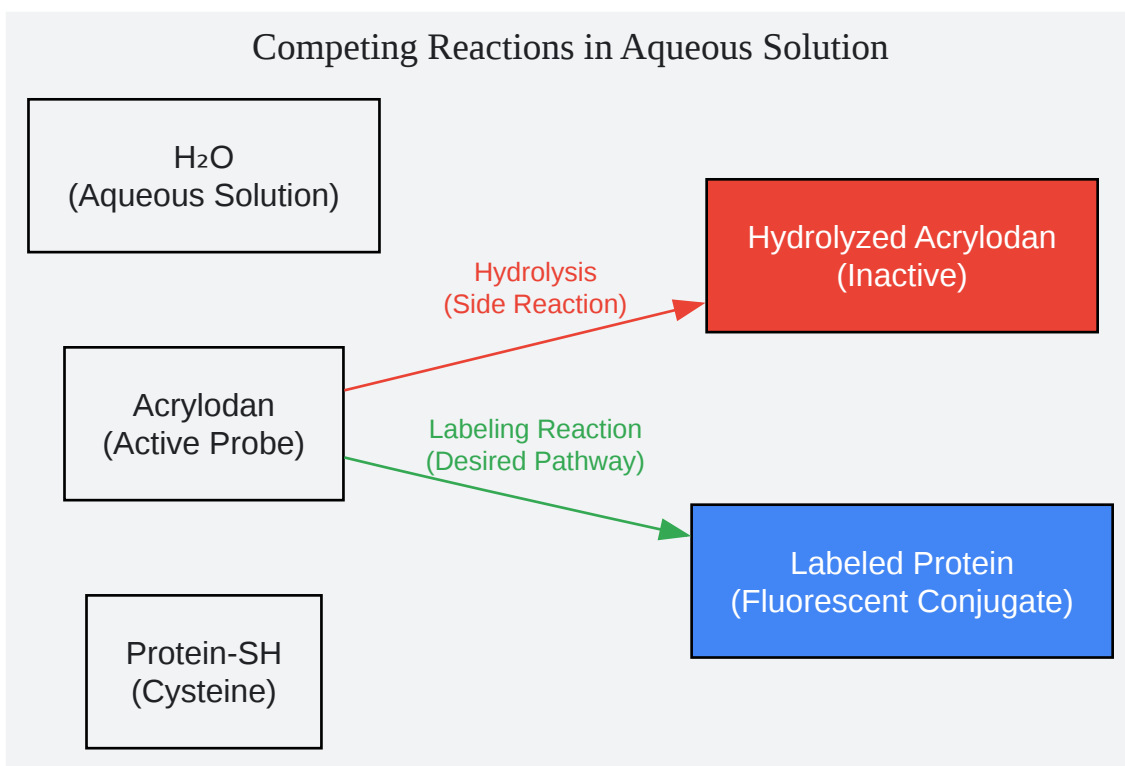 Competing Reactions in Aqueous Solution
H₂O
(Aqueous Solution)
Hydrolyzed Acrylodan
(Inactive)
Hydrolysis
(Side Reaction)
Acrylodan
(Active Probe)
Labeling Reaction
(Desired Pathway)
Labeled Protein
(Fluorescent Conjugate)
Protein-SH
(Cysteine)